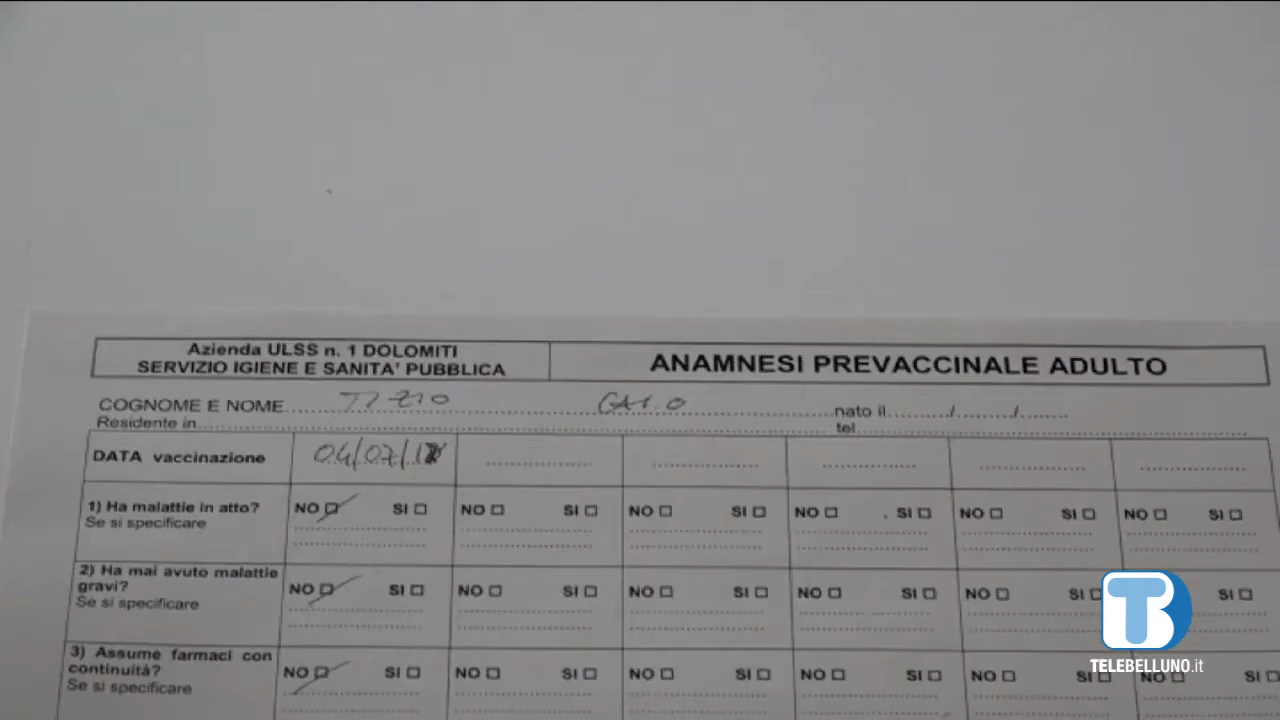 Azienda ULSS n. 1 DOLOMITI
SERVIZIO IGIENE E SANITA' PUBBLICA
ANAMNESI PREVACCINALE ADULTO
COGNOME E NOME TIZIO CAIO nato il ...../...../.....
Residente in tel
DATA vaccinazione 04/07/17
1) Ha malattie in atto? NO SI NO SI NO SI NO SI NO SI NO SI
Se si specificare
2) Ha mai avuto malattie gravi? NO SI NO SI NO SI NO SI NO SI SI
Se si specificare
3) Assume farmaci con continuità? NO SI NO SI NO SI NO SI NO SI NO SI
Se si specificare
TB
TELEBELLUNO.it